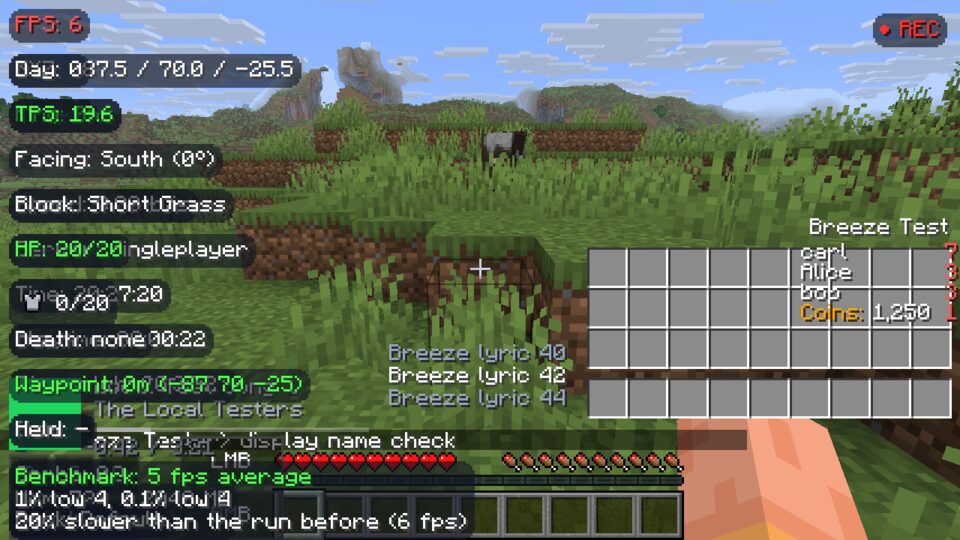 FPS: 6
REC
Day: 037.5 / 70.0 / -25.5
TPS: 19.6
Facing: South (0°)
Block: Short Grass
HP: 20/20 ingleplayer
Breeze Test
carl 7
Alice 3
bob 3
Coins: 1,250 1
7:20
0/20
Death: none 00:22
Breeze lyric 40
Breeze lyric 42
Breeze lyric 44
Waypoint: 0m (-87 70 -25)
The Local Testers
Held: -
Tester> display name check
LMB
Benchmark: 5 fps average
1% low 4, 0.1% low 4
20% slower than the run before (6 fps)